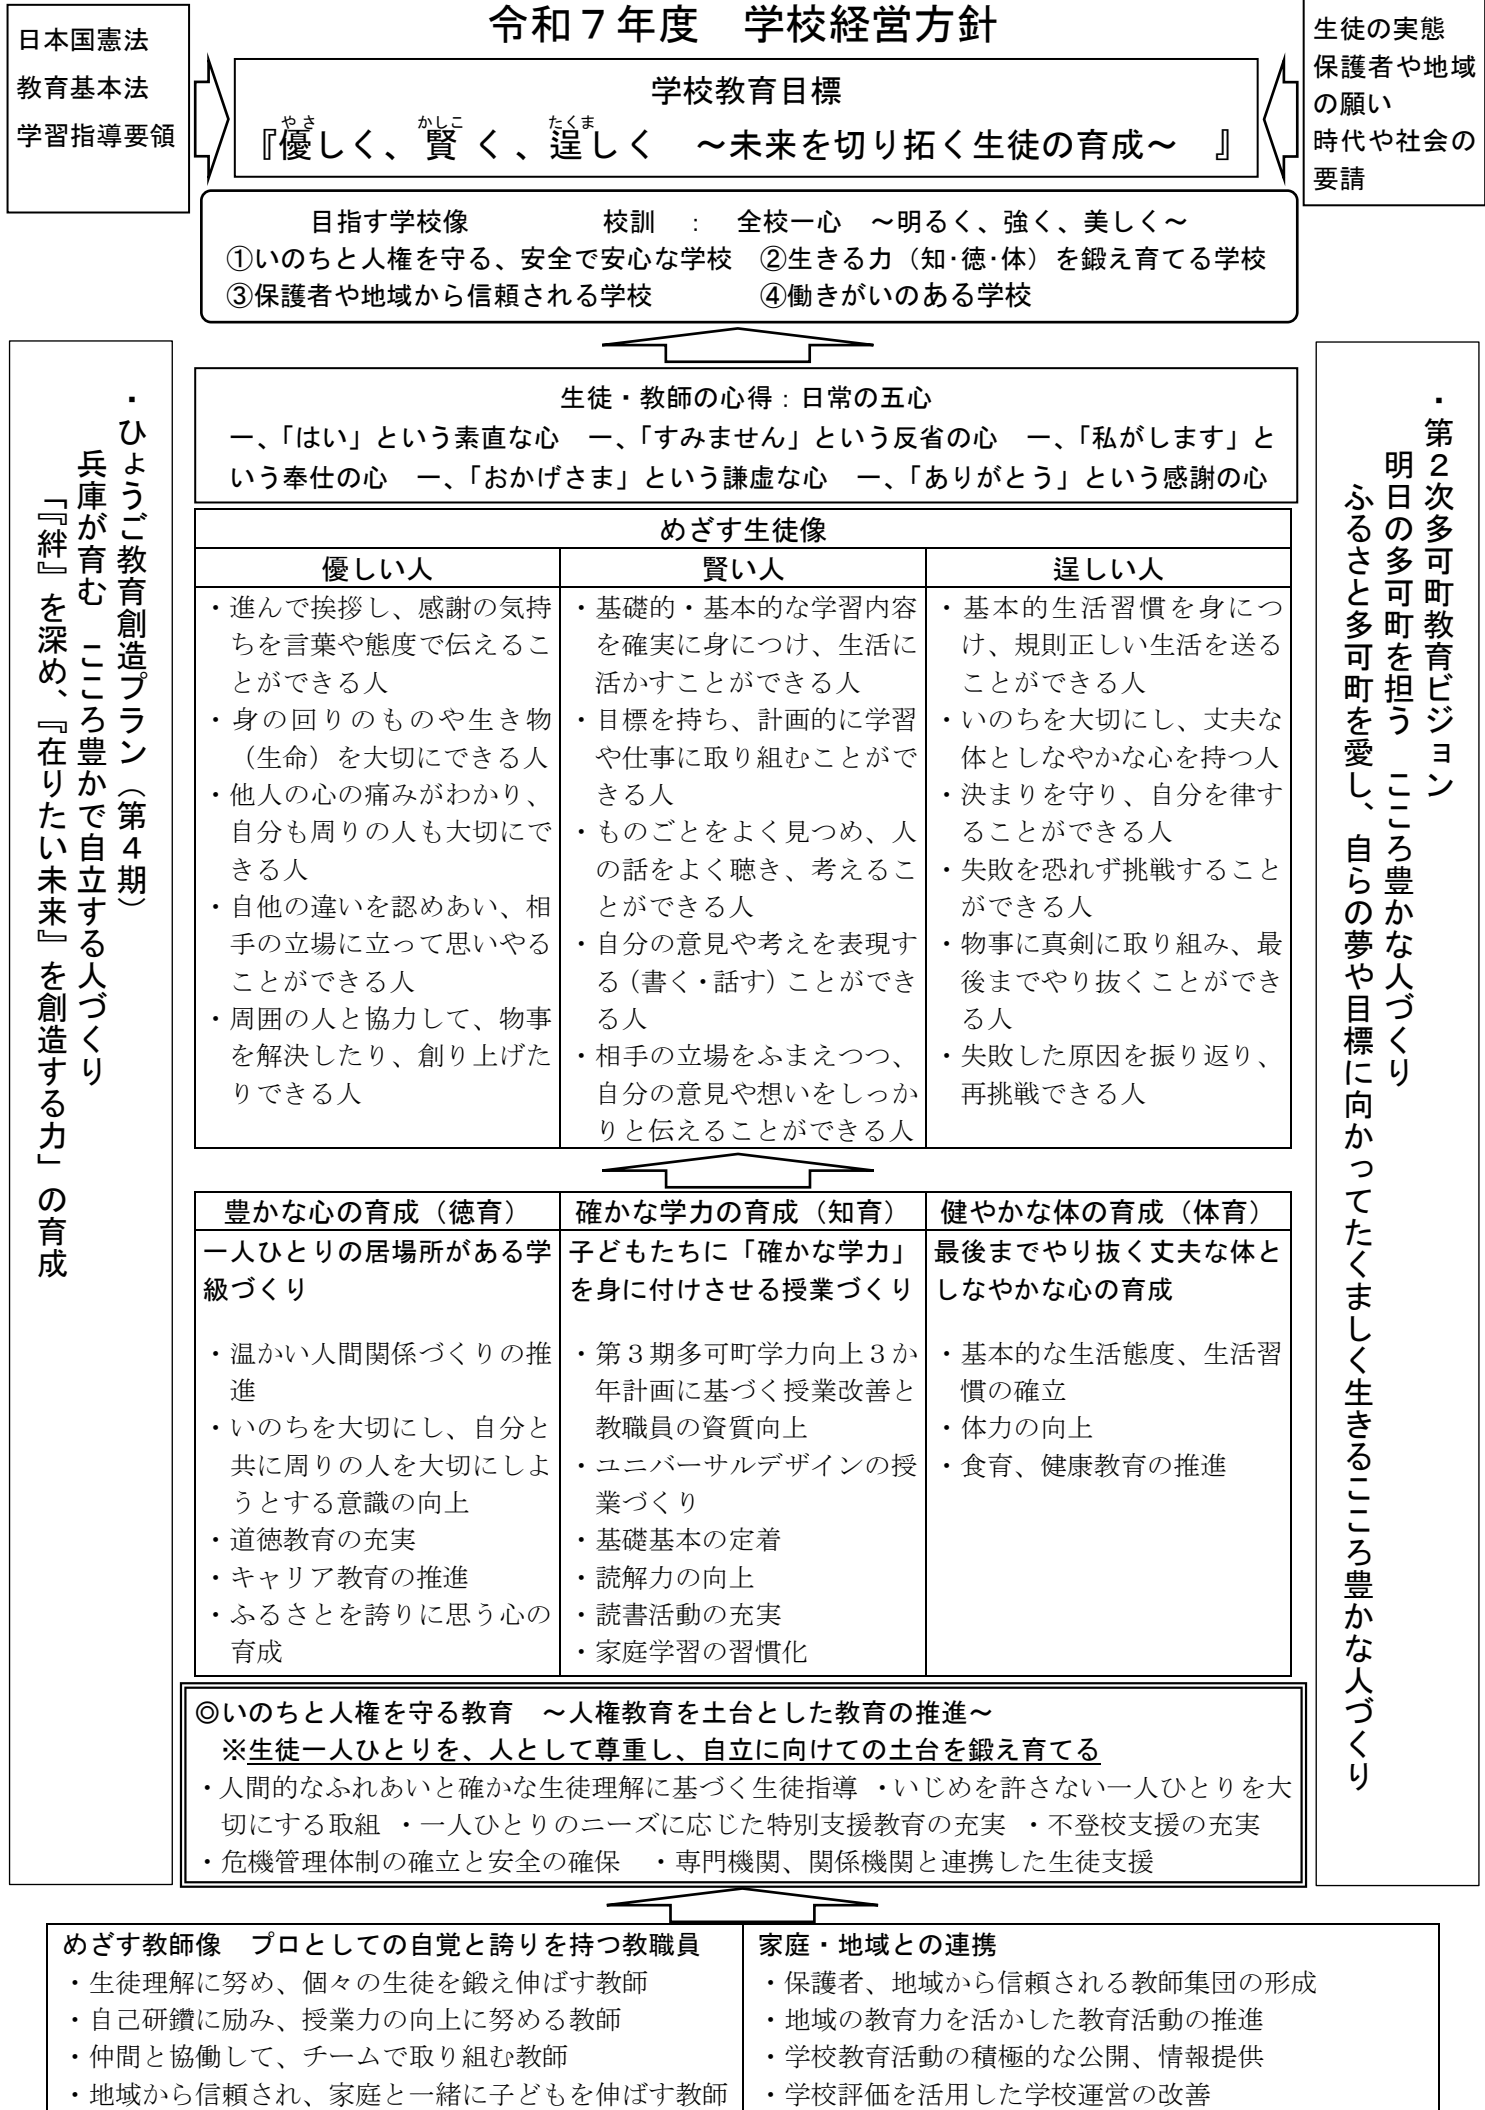 令和７年度　学校経営方針
日本国憲法
教育基本法
学習指導要領
生徒の実態
保護者や地域
の願い
時代や社会の
要請
学校教育目標
『優しく、賢く、逞しく　～未来を切り拓く生徒の育成～　』
やさ　かしこ　たくま
目指す学校像　校訓　：　全校一心　～明るく、強く、美しく～
①いのちと人権を守る、安全で安心な学校　②生きる力（知･徳･体）を鍛え育てる学校
③保護者や地域から信頼される学校　④働きがいのある学校
・ひょうご教育創造プラン（第４期）
兵庫が育む　こころ豊かで自立する人づくり
「『絆』を深め、『在りたい未来』を創造する力」の育成
・第２次多可町教育ビジョン
明日の多可町を担う　こころ豊かな人づくり
ふるさと多可町を愛し、自らの夢や目標に向かってたくましく生きるこころ豊かな人づくり
生徒・教師の心得：日常の五心
一、「はい」という素直な心　一、「すみません」という反省の心　一、「私がします」と
いう奉仕の心　一、「おかげさま」という謙虚な心　一、「ありがとう」という感謝の心
めざす生徒像
優しい人
・進んで挨拶し、感謝の気持
ちを言葉や態度で伝えるこ
とができる人
・身の回りのものや生き物
（生命）を大切にできる人
・他人の心の痛みがわかり、
自分も周りの人も大切にで
きる人
・自他の違いを認めあい、相
手の立場に立って思いやる
ことができる人
・周囲の人と協力して、物事
を解決したり、創り上げた
りできる人
賢い人
・基礎的・基本的な学習内容
を確実に身につけ、生活に
活かすことができる人
・目標を持ち、計画的に学習
や仕事に取り組むことがで
きる人
・ものごとをよく見つめ、人
の話をよく聴き、考えるこ
とができる人
・自分の意見や考えを表現す
る（書く・話す）ことができ
る人
・相手の立場をふまえつつ、
自分の意見や想いをしっか
りと伝えることができる人
逞しい人
・基本的生活習慣を身につ
け、規則正しい生活を送る
ことができる人
・いのちを大切にし、丈夫な
体としなやかな心を持つ人
・決まりを守り、自分を律す
ることができる人
・失敗を恐れず挑戦すること
ができる人
・物事に真剣に取り組み、最
後までやり抜くことができ
る人
・失敗した原因を振り返り、
再挑戦できる人
豊かな心の育成（徳育）
一人ひとりの居場所がある学
級づくり
・温かい人間関係づくりの推
進
・いのちを大切にし、自分と
共に周りの人を大切にしよ
うとする意識の向上
・道徳教育の充実
・キャリア教育の推進
・ふるさとを誇りに思う心の
育成
確かな学力の育成（知育）
子どもたちに「確かな学力」
を身に付けさせる授業づくり
・第３期多可町学力向上３か
年計画に基づく授業改善と
教職員の資質向上
・ユニバーサルデザインの授
業づくり
・基礎基本の定着
・読解力の向上
・読書活動の充実
・家庭学習の習慣化
健やかな体の育成（体育）
最後までやり抜く丈夫な体と
しなやかな心の育成
・基本的な生活態度、生活習
慣の確立
・体力の向上
・食育、健康教育の推進
◎いのちと人権を守る教育　～人権教育を土台とした教育の推進～
※生徒一人ひとりを、人として尊重し、自立に向けての土台を鍛え育てる
・人間的なふれあいと確かな生徒理解に基づく生徒指導 ・いじめを許さない一人ひとりを大
切にする取組 ・一人ひとりのニーズに応じた特別支援教育の充実 ・不登校支援の充実
・危機管理体制の確立と安全の確保　・専門機関、関係機関と連携した生徒支援
めざす教師像　プロとしての自覚と誇りを持つ教職員
・生徒理解に努め、個々の生徒を鍛え伸ばす教師
・自己研鑽に励み、授業力の向上に努める教師
・仲間と協働して、チームで取り組む教師
・地域から信頼され、家庭と一緒に子どもを伸ばす教師
家庭・地域との連携
・保護者、地域から信頼される教師集団の形成
・地域の教育力を活かした教育活動の推進
・学校教育活動の積極的な公開、情報提供
・学校評価を活用した学校運営の改善